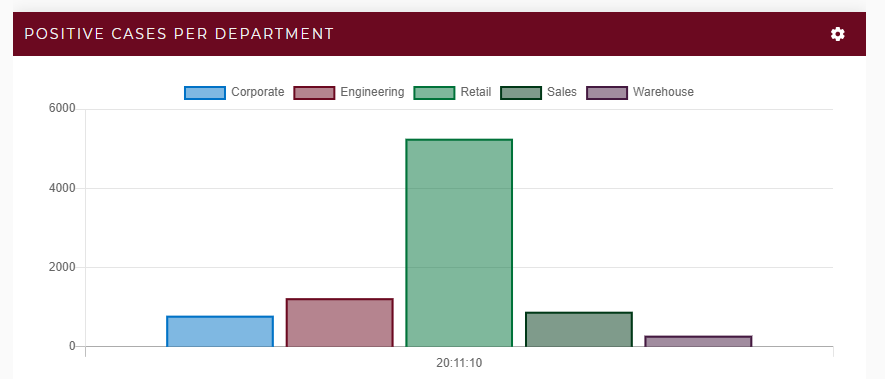 POSITIVE CASES PER DEPARTMENT
Corporate Engineering Retail Sales Warehouse
6000
4000
2000
0
20:11:10